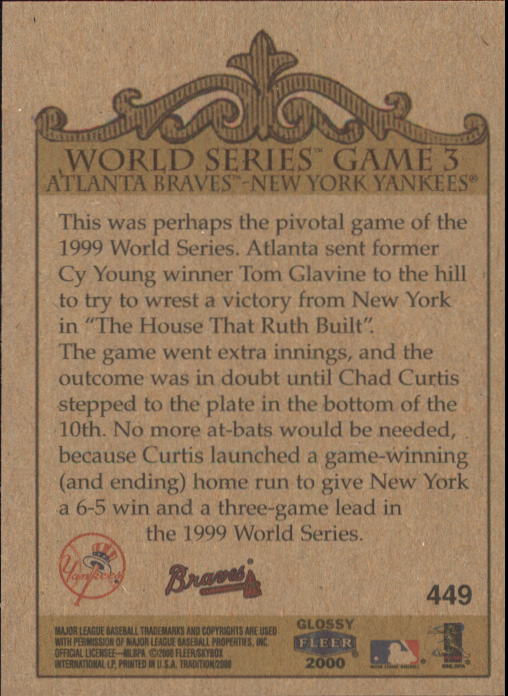 WORLD SERIES™ GAME 3
ATLANTA BRAVES™-NEW YORK YANKEES®
This was perhaps the pivotal game of the
1999 World Series. Atlanta sent former
Cy Young winner Tom Glavine to the hill
to try to wrest a victory from New York
in “The House That Ruth Built”.
The game went extra innings, and the
outcome was in doubt until Chad Curtis
stepped to the plate in the bottom of the
10th. No more at-bats would be needed,
because Curtis launched a game-winning
(and ending) home run to give New York
a 6-5 win and a three-game lead in
the 1999 World Series.
Yankees
Braves
449
MAJOR LEAGUE BASEBALL TRADEMARKS AND COPYRIGHTS ARE USED
WITH PERMISSION OF MAJOR LEAGUE BASEBALL PROPERTIES, INC.
OFFICIAL LICENSEE—MLBPA ©2000 FLEER/SKYBOX
INTERNATIONAL LP, PRINTED IN U.S.A. TRADITION/2000
GLOSSY
FLEER
2000